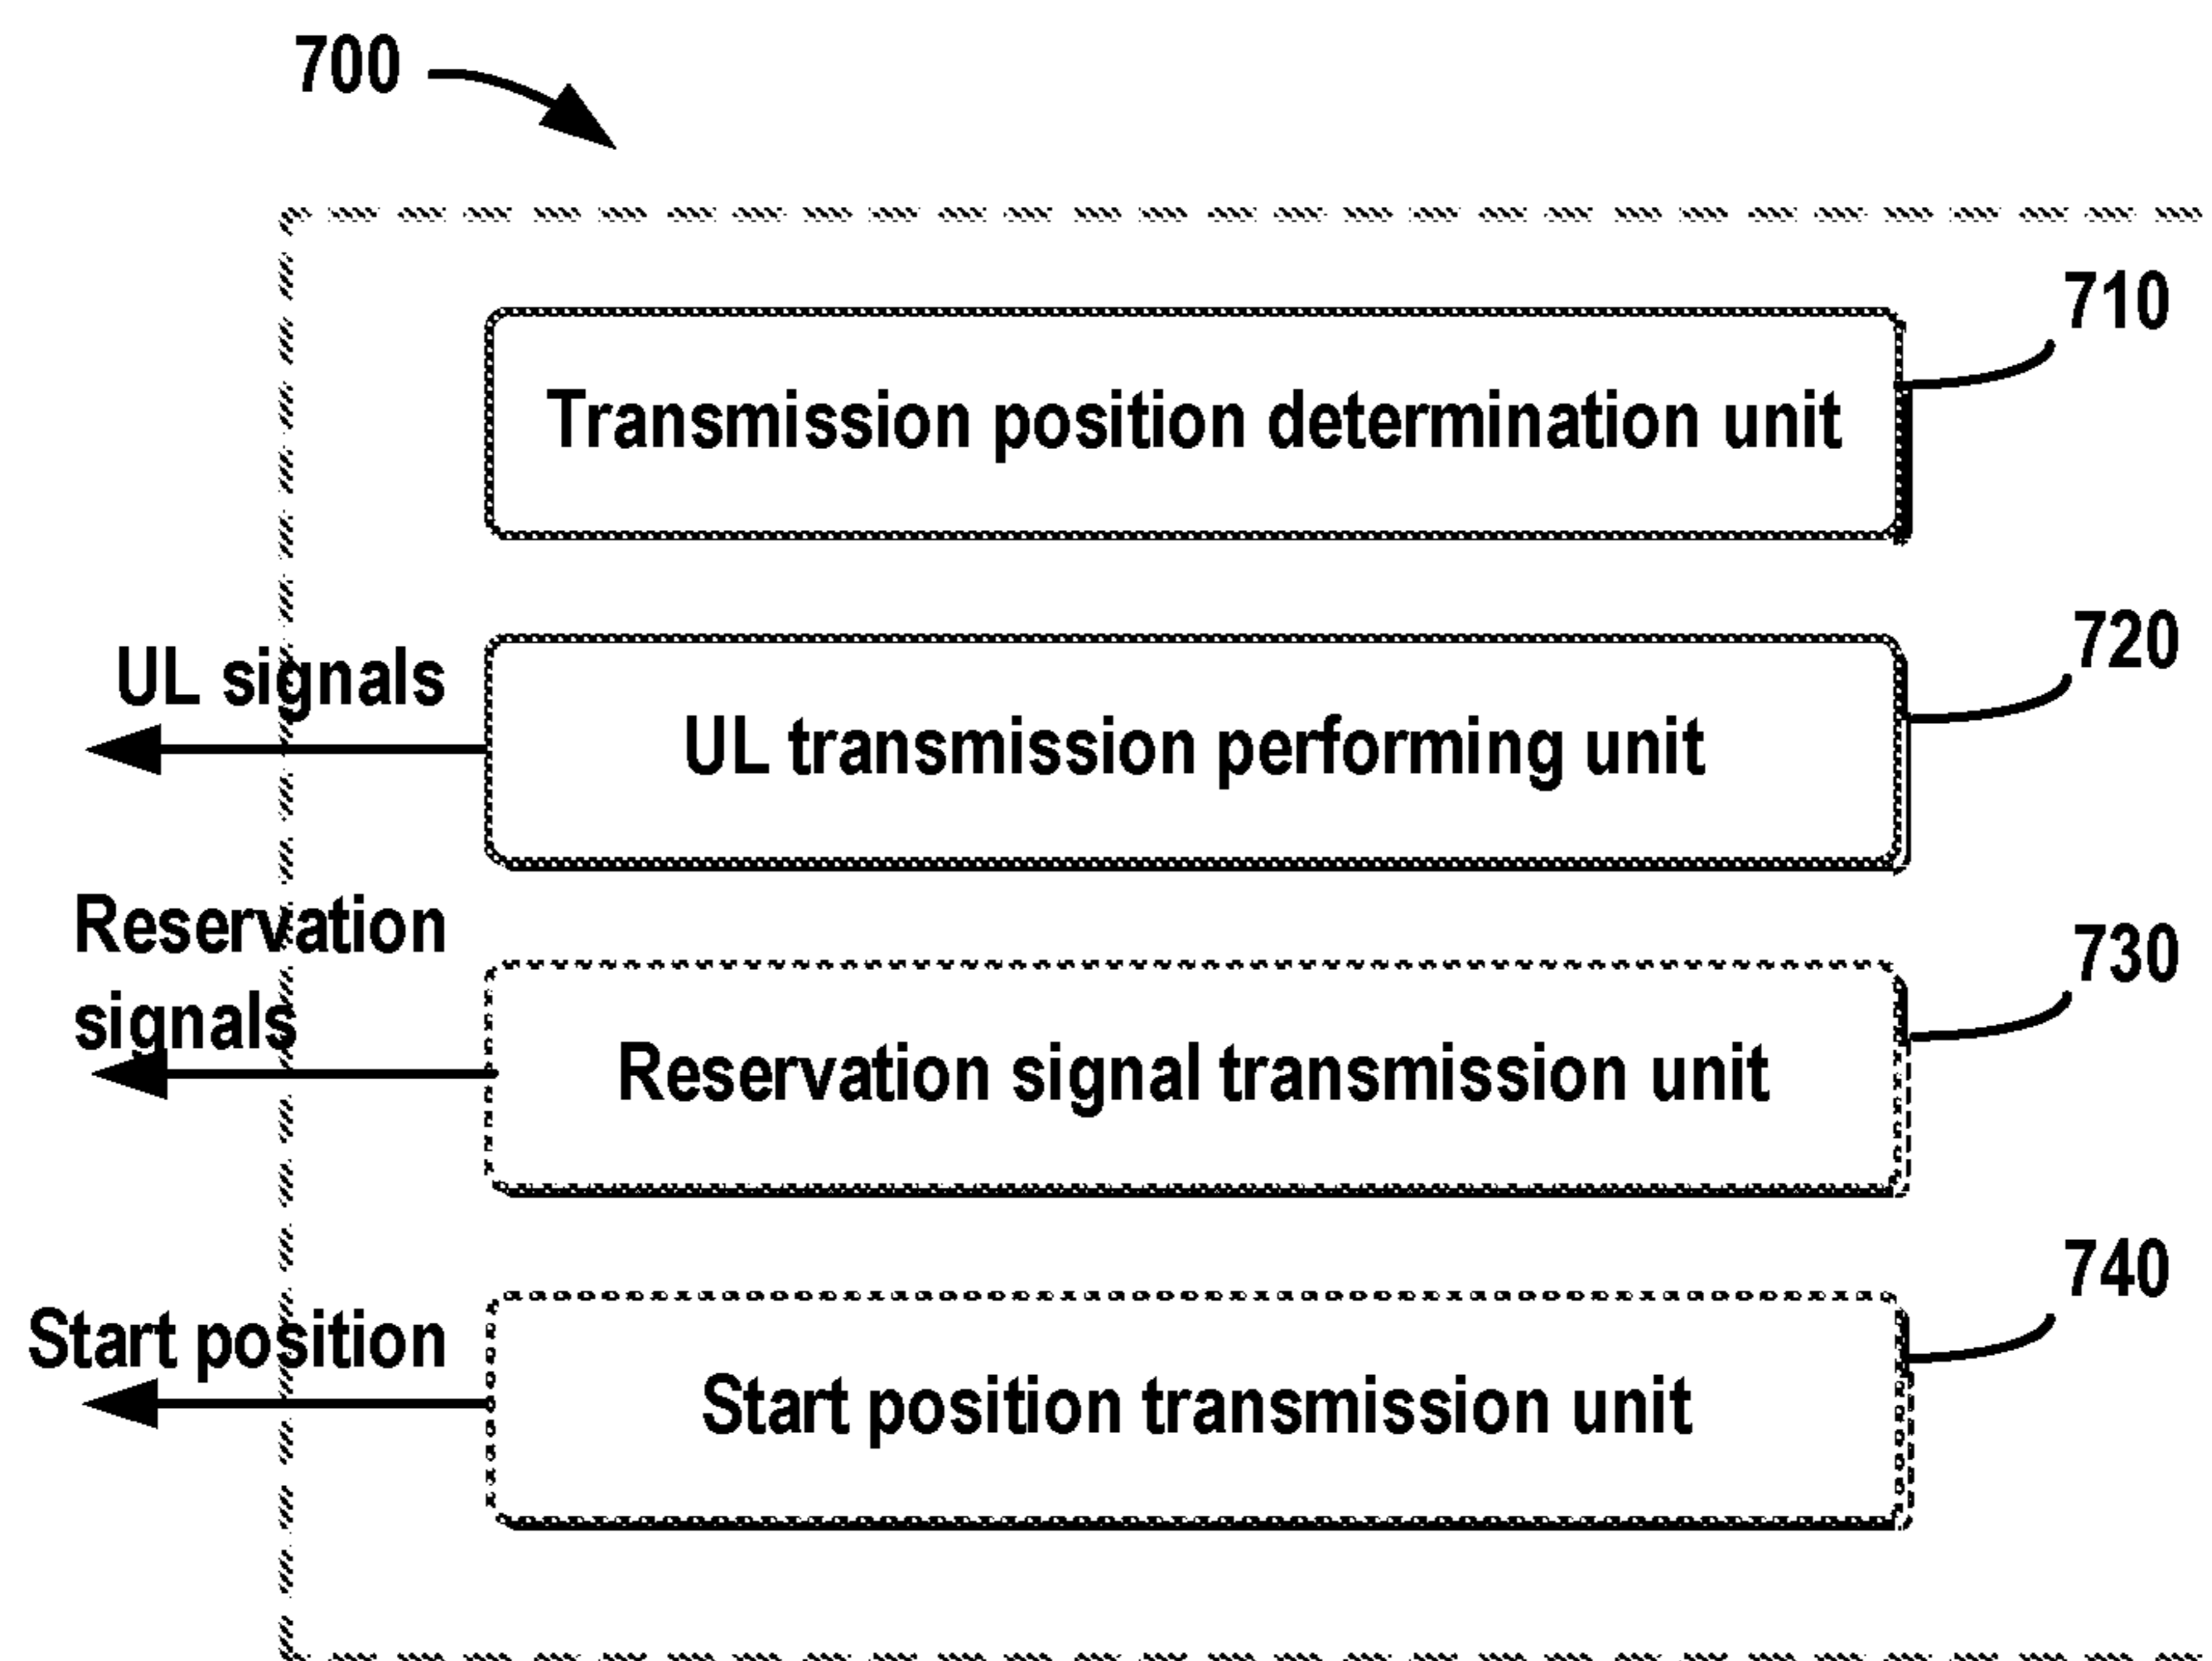 700
710
Transmission position determination unit
720
UL signals
UL transmission performing unit
Reservation
signals
730
Reservation signal transmission unit
740
Start position
Start position transmission unit